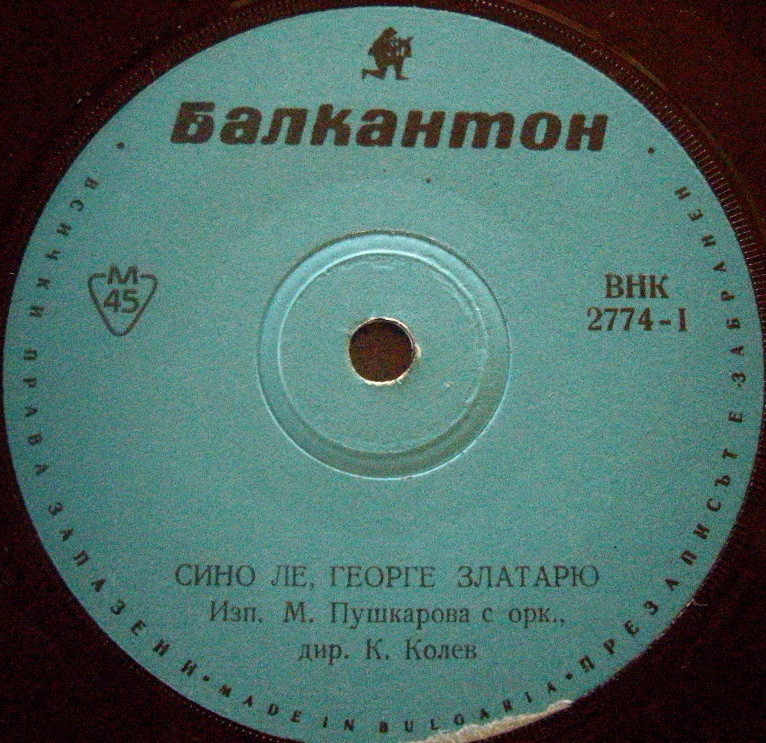 Балкантон
М
45
ВНК
2774-I
СИНО ЛЕ, ГЕОРГЕ ЗЛАТАРЮ
Изп. М. Пушкарова с орк.,
дир. К. Колев
• ВСИЧКИ ПРАВА ЗАПАЗЕНИ • MADE IN BULGARIA • ПРЕЗАПИСЪТЕ ЗАБРАНЕН •